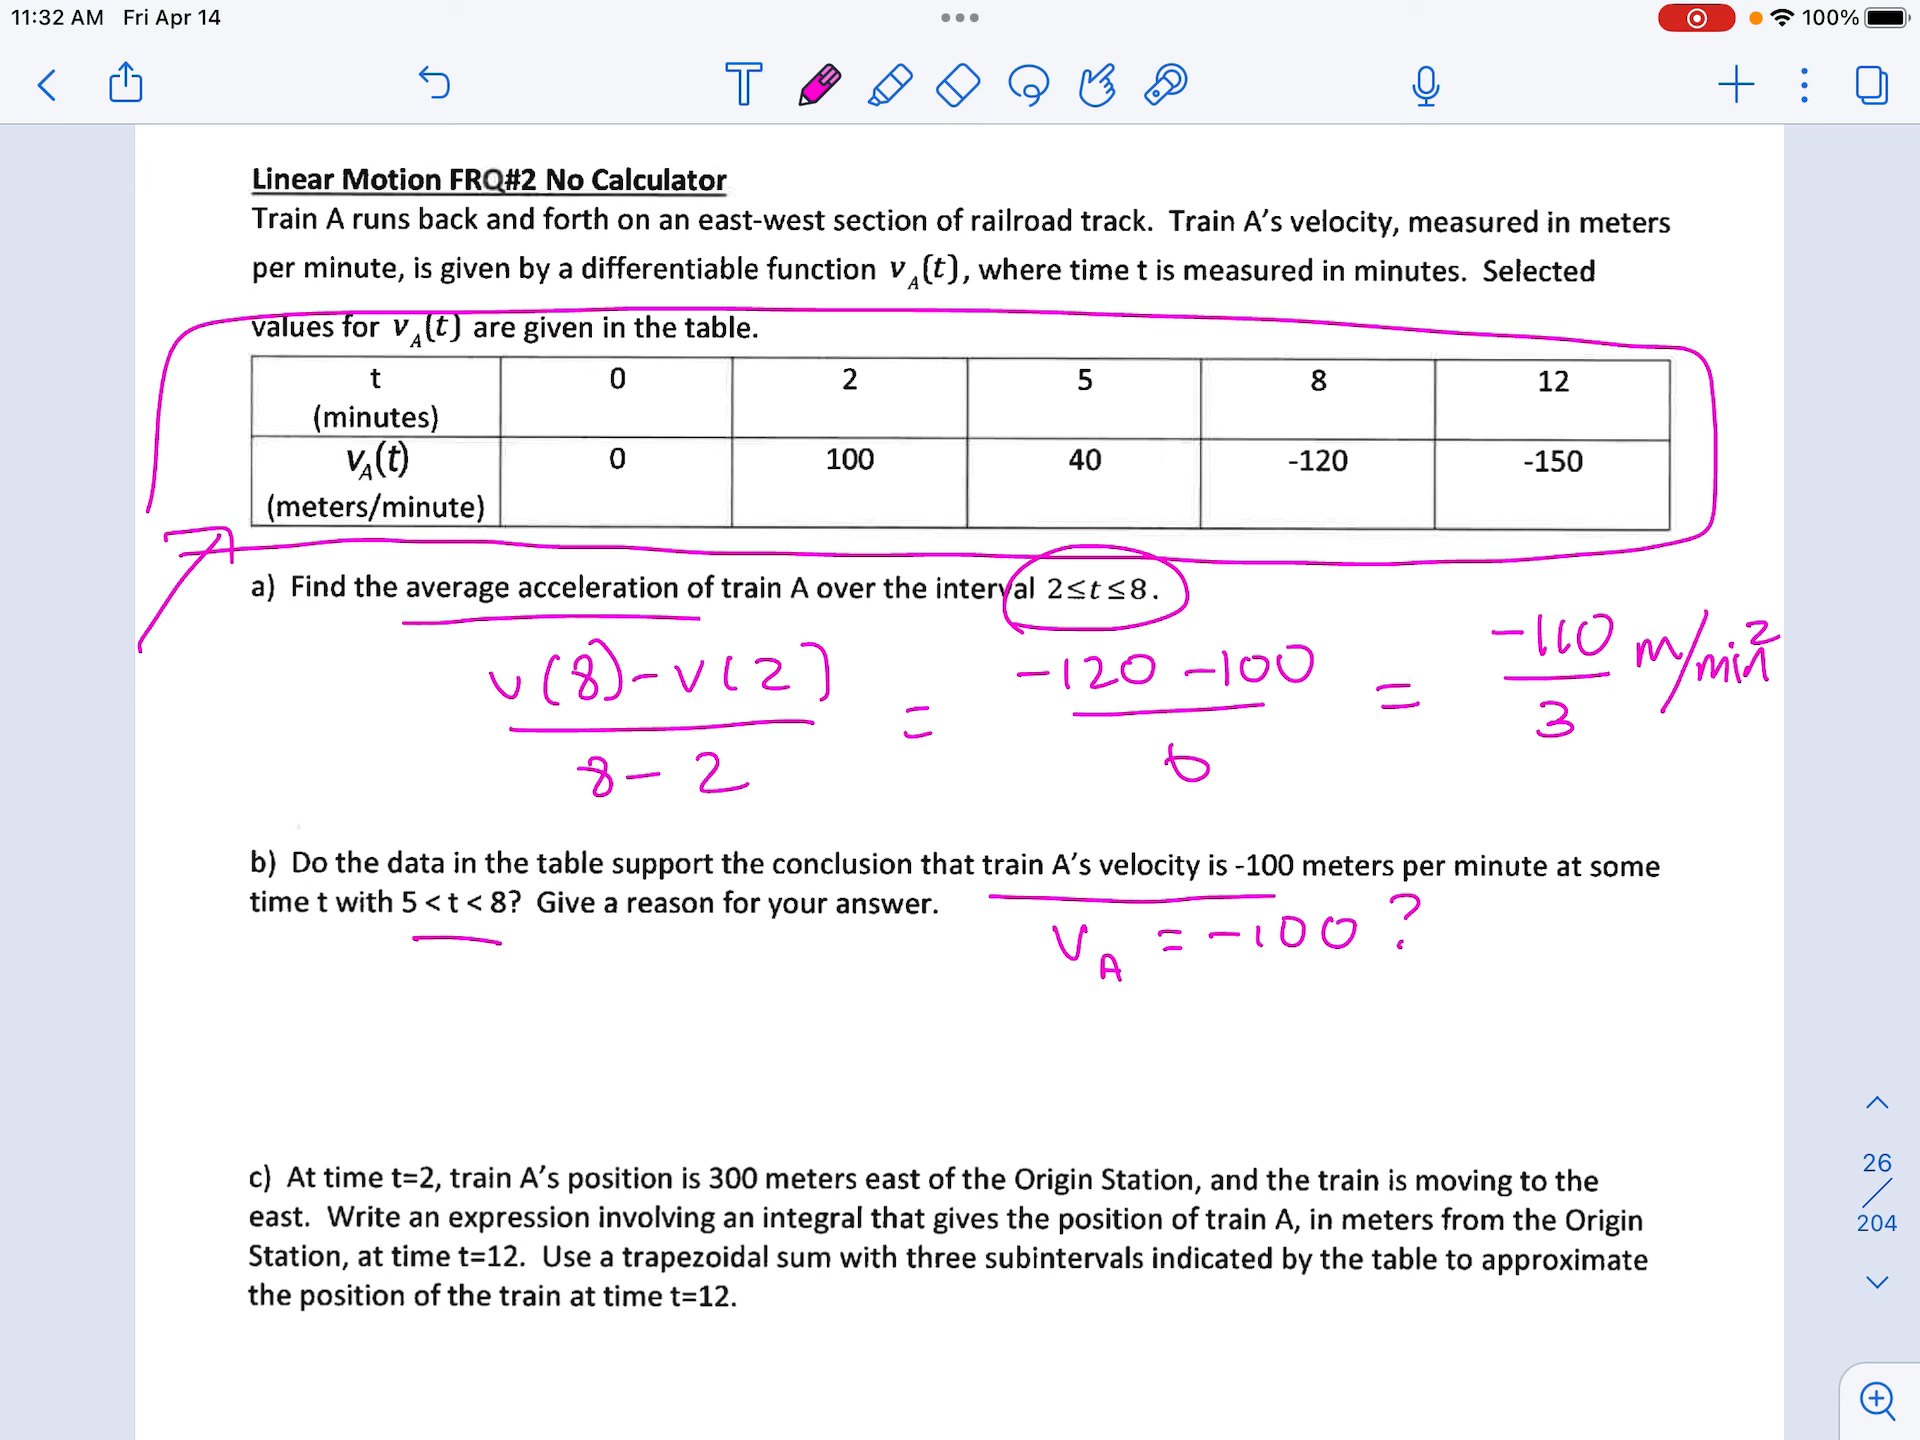 11:32 AM Fri Apr 14
100%
Linear Motion FRQ#2 No Calculator
Train A runs back and forth on an east-west section of railroad track. Train A's velocity, measured in meters
per minute, is given by a differentiable function v_A(t), where time t is measured in minutes. Selected
values for v_A(t) are given in the table.
t (minutes) 0 2 5 8 12
v_A(t) (meters/minute) 0 100 40 -120 -150
a) Find the average acceleration of train A over the interval 2≤t≤8.
v(8)-v(2) / 8-2 = -120-100 / 6 = -110/3 m/min²
b) Do the data in the table support the conclusion that train A's velocity is -100 meters per minute at some
time t with 5 < t < 8? Give a reason for your answer.
v_A = -100 ?
c) At time t=2, train A's position is 300 meters east of the Origin Station, and the train is moving to the
east. Write an expression involving an integral that gives the position of train A, in meters from the Origin
Station, at time t=12. Use a trapezoidal sum with three subintervals indicated by the table to approximate
the position of the train at time t=12.
26
/
204